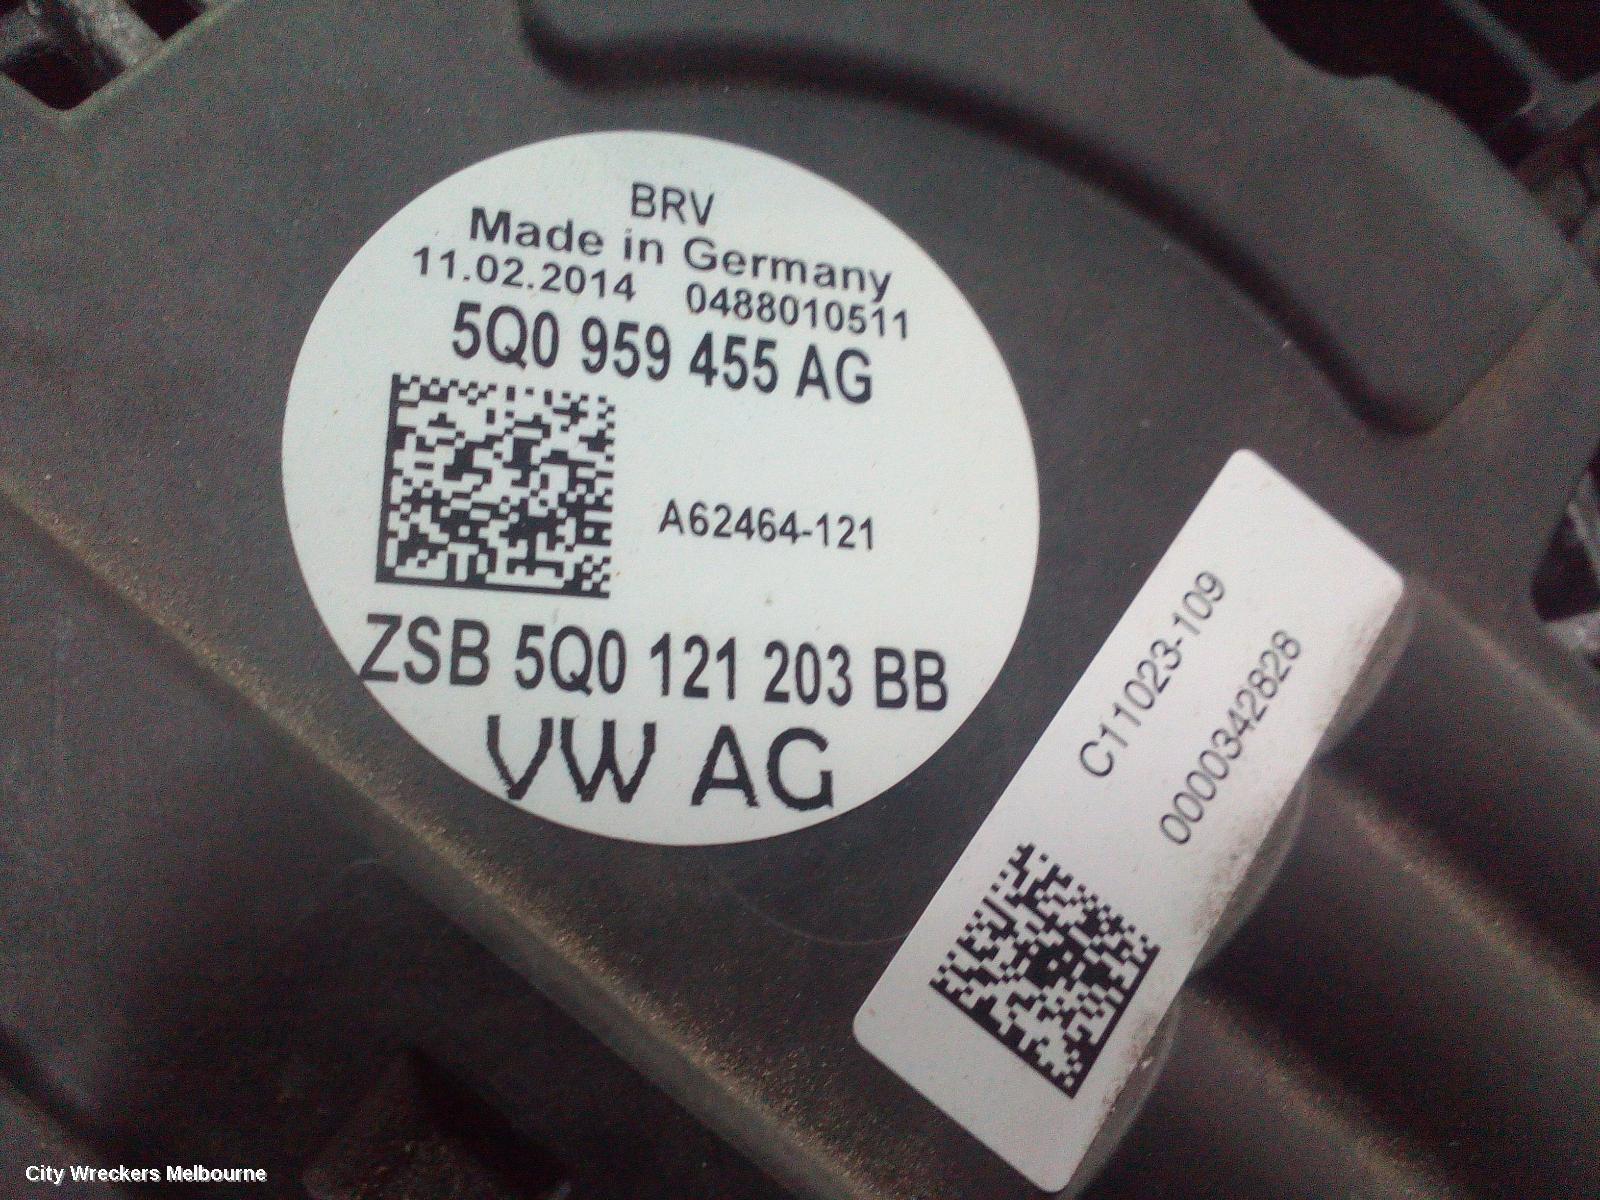 BRV
Made in Germany
11.02.2014 0488010511
5Q0 959 455 AG
A62464-121
ZSB 5Q0 121 203 BB
VW AG
C11023-109
0000342828
City Wreckers Melbourne